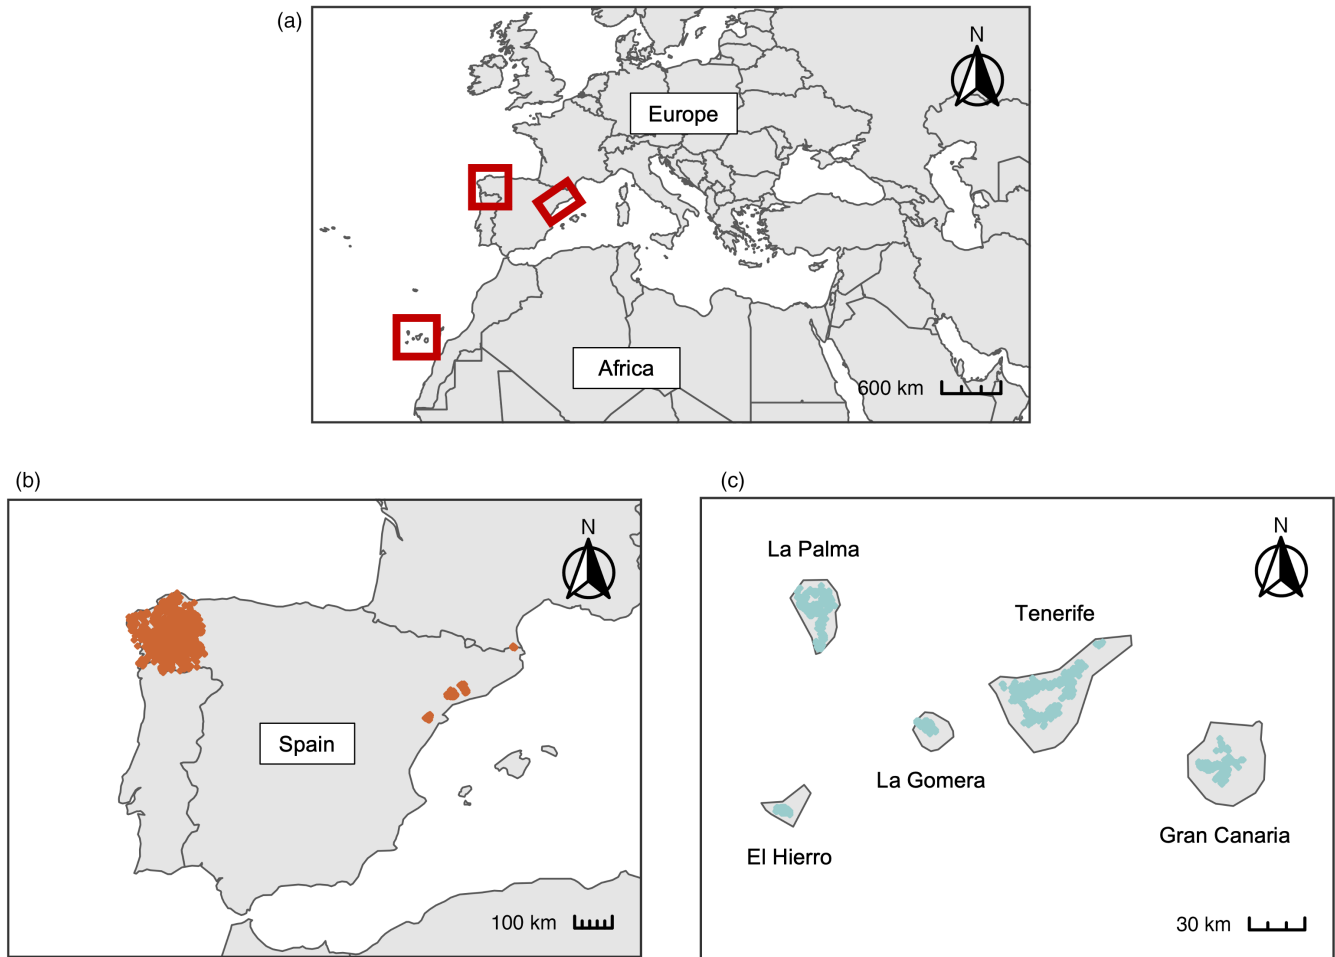 (a)
N
Europe
Africa
600 km
(b)
N
Spain
100 km
(c)
N
La Palma
Tenerife
La Gomera
El Hierro
Gran Canaria
30 km